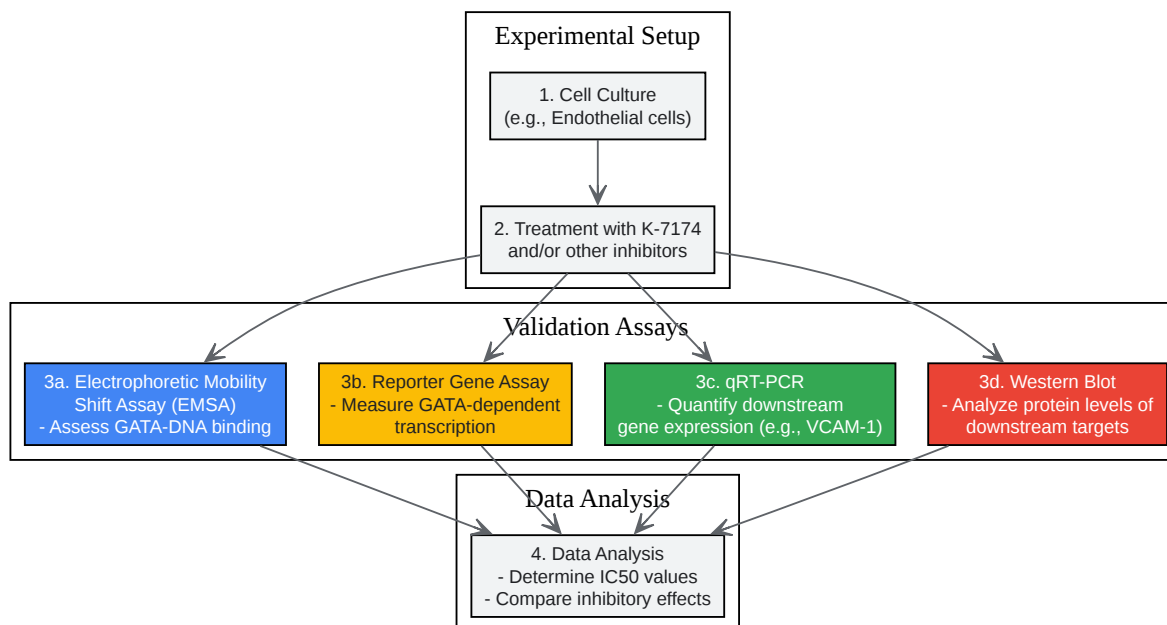 Experimental Setup
1. Cell Culture
(e.g., Endothelial cells)
2. Treatment with K-7174
and/or other inhibitors
Validation Assays
3a. Electrophoretic Mobility
Shift Assay (EMSA)
- Assess GATA-DNA binding
3b. Reporter Gene Assay
- Measure GATA-dependent
transcription
3c. qRT-PCR
- Quantify downstream
gene expression (e.g., VCAM-1)
3d. Western Blot
- Analyze protein levels of
downstream targets
Data Analysis
4. Data Analysis
- Determine IC50 values
- Compare inhibitory effects